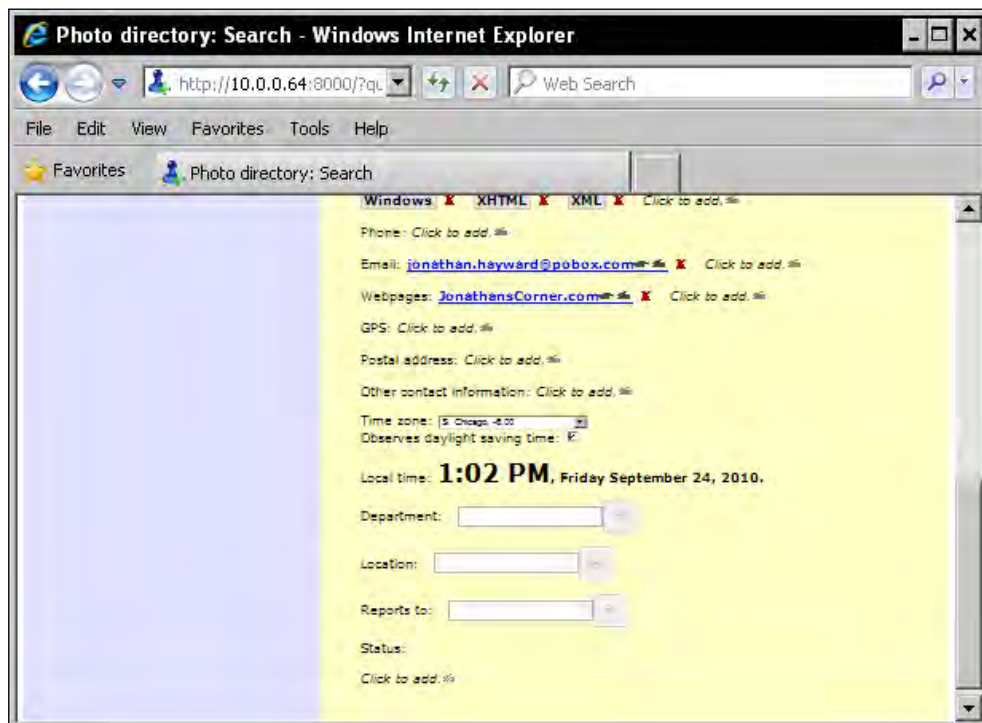 Photo directory: Search - Windows Internet Explorer
http://10.0.0.64:8000/?qu Web Search
File Edit View Favorites Tools Help
Favorites Photo directory: Search
Windows XHTML XML Click to add.
Phone: Click to add.
Email: jonathan.hayward@pobox.com Click to add.
Webpages: JonathansCorner.com Click to add.
GPS: Click to add.
Postal address: Click to add.
Other contact information: Click to add.
Time zone: S. Chicago, -6.00
Observes daylight saving time:
Local time: 1:02 PM, Friday September 24, 2010.
Department:
Location:
Reports to:
Status:
Click to add.